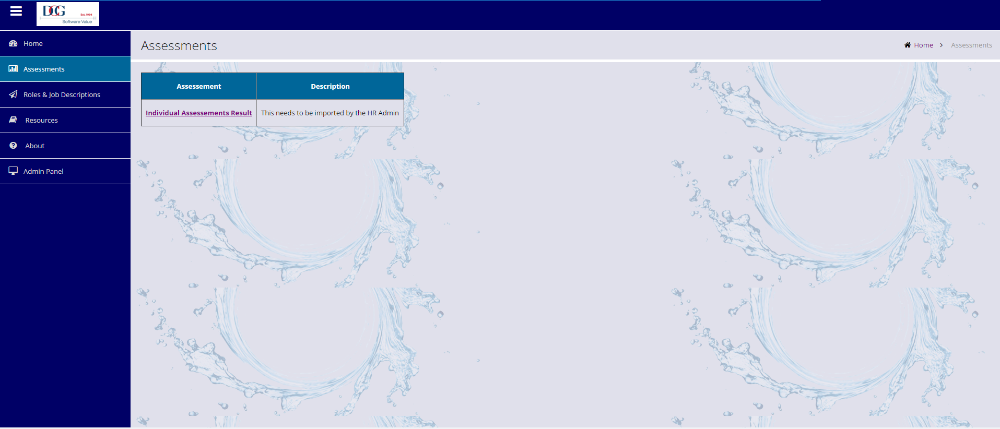 DCG
Est. 1994
Software Value
Home
Assessments
Roles & Job Descriptions
Resources
About
Admin Panel
Assessments
Home > Assessments
Assessement Description
Individual Assessements Result This needs to be imported by the HR Admin